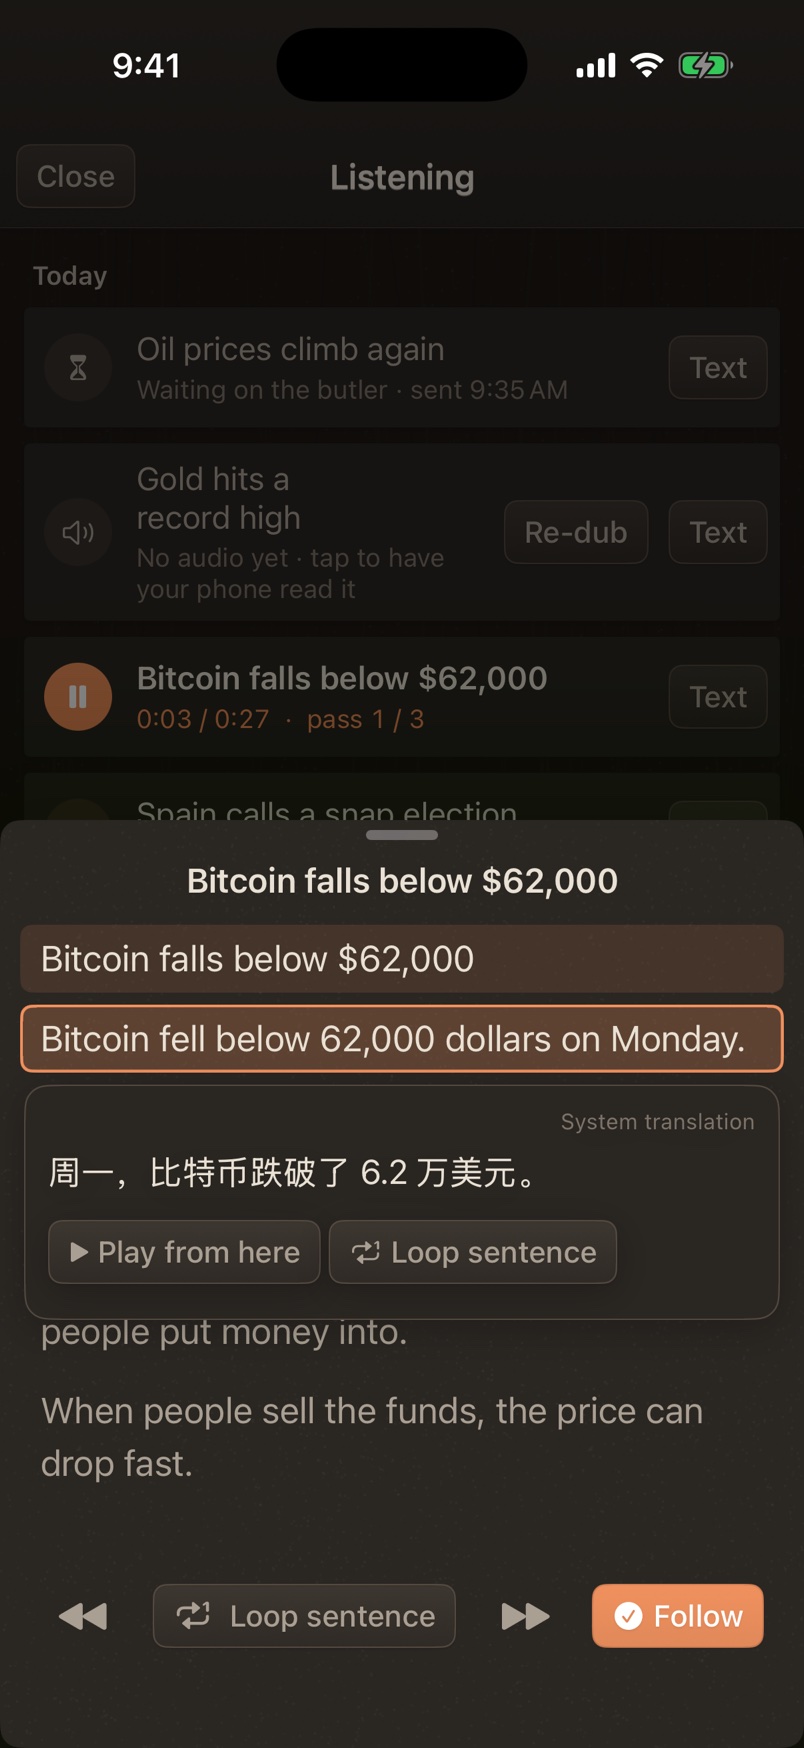 9:41
Close
Listening
Today
Oil prices climb again
Waiting on the butler · sent 9:35 AM
Text
Gold hits a
record high
No audio yet · tap to have
your phone read it
Re-dub
Text
Bitcoin falls below $62,000
0:03 / 0:27 · pass 1 / 3
Text
Spain calls a snap election
Bitcoin falls below $62,000
Bitcoin falls below $62,000
Bitcoin fell below 62,000 dollars on Monday.
System translation
周一，比特币跌破了 6.2 万美元。
Play from here
Loop sentence
people put money into.
When people sell the funds, the price can
drop fast.
Loop sentence
Follow